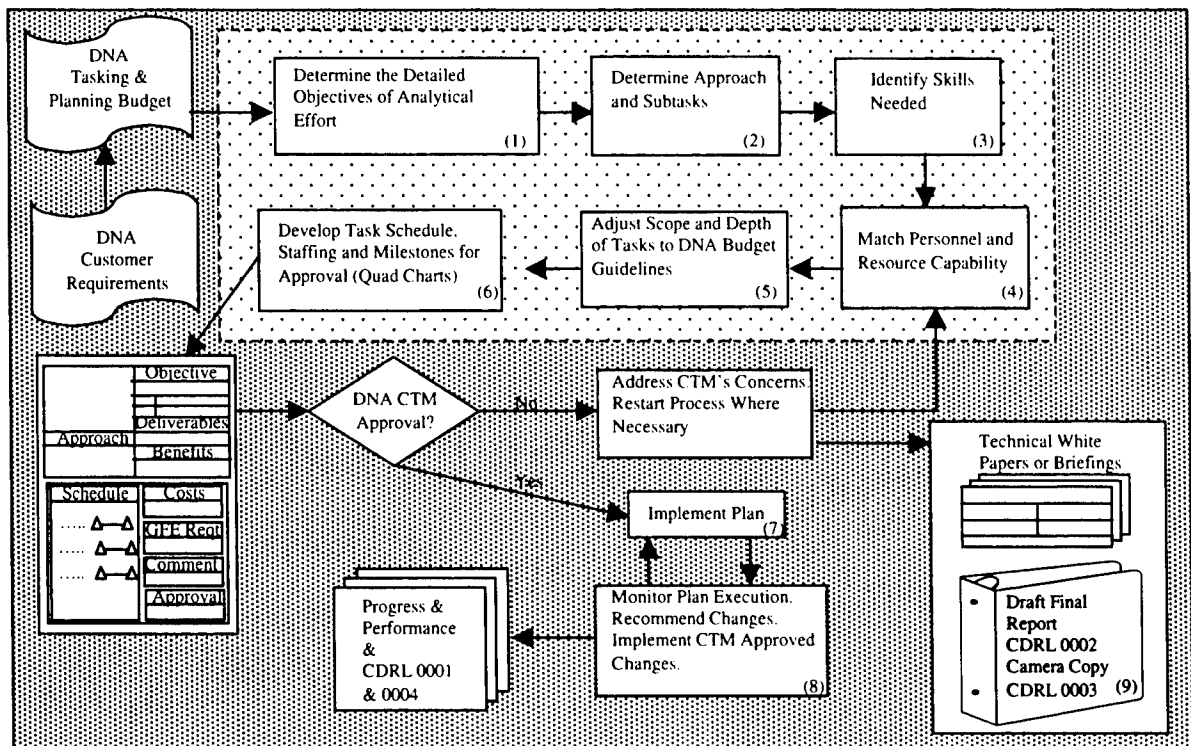 DNA
Tasking &
Planning Budget
Determine the Detailed
Objectives of Analytical
Effort
(1)
Determine Approach
and Subtasks
(2)
Identify Skills
Needed
(3)
DNA
Customer
Requirements
Develop Task Schedule,
Staffing and Milestones for
Approval (Quad Charts)
(6)
Adjust Scope and Depth
of Tasks to DNA Budget
Guidelines
(5)
Match Personnel and
Resource Capability
(4)
Objective
Deliverables
Approach
Benefits
Schedule
Costs
GFE Reqt
Comment
Approval
DNA CTM
Approval?
No
Yes
Address CTM's Concerns.
Restart Process Where
Necessary
Implement Plan
(7)
Monitor Plan Execution.
Recommend Changes.
Implement CTM Approved
Changes.
(8)
Progress &
Performance
&
CDRL 0001
& 0004
Technical White
Papers or Briefings
Draft Final
Report
CDRL 0002
Camera Copy
CDRL 0003
(9)